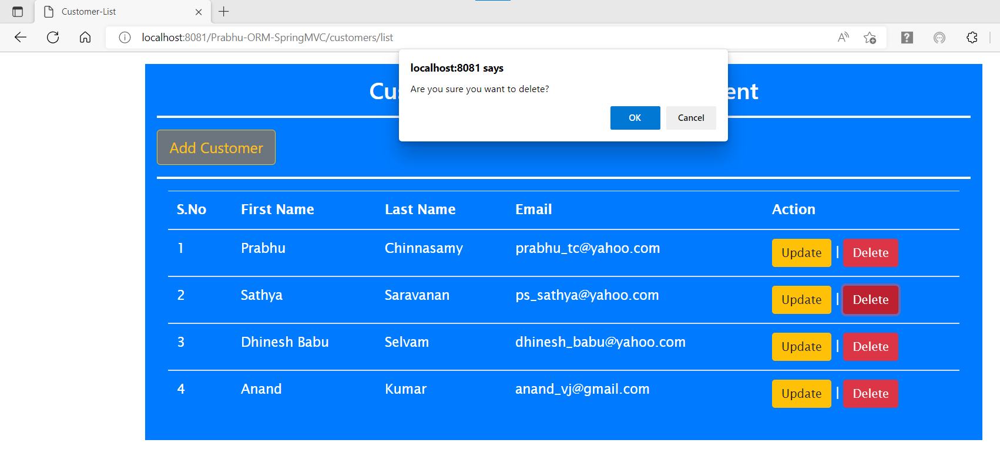 Customer-List
localhost:8081/Prabhu-ORM-SpringMVC/customers/list
localhost:8081 says
Are you sure you want to delete?
OK Cancel
Add Customer
S.No First Name Last Name Email Action
1 Prabhu Chinnasamy prabhu_tc@yahoo.com Update | Delete
2 Sathya Saravanan ps_sathya@yahoo.com Update | Delete
3 Dhinesh Babu Selvam dhinesh_babu@yahoo.com Update | Delete
4 Anand Kumar anand_vj@gmail.com Update | Delete